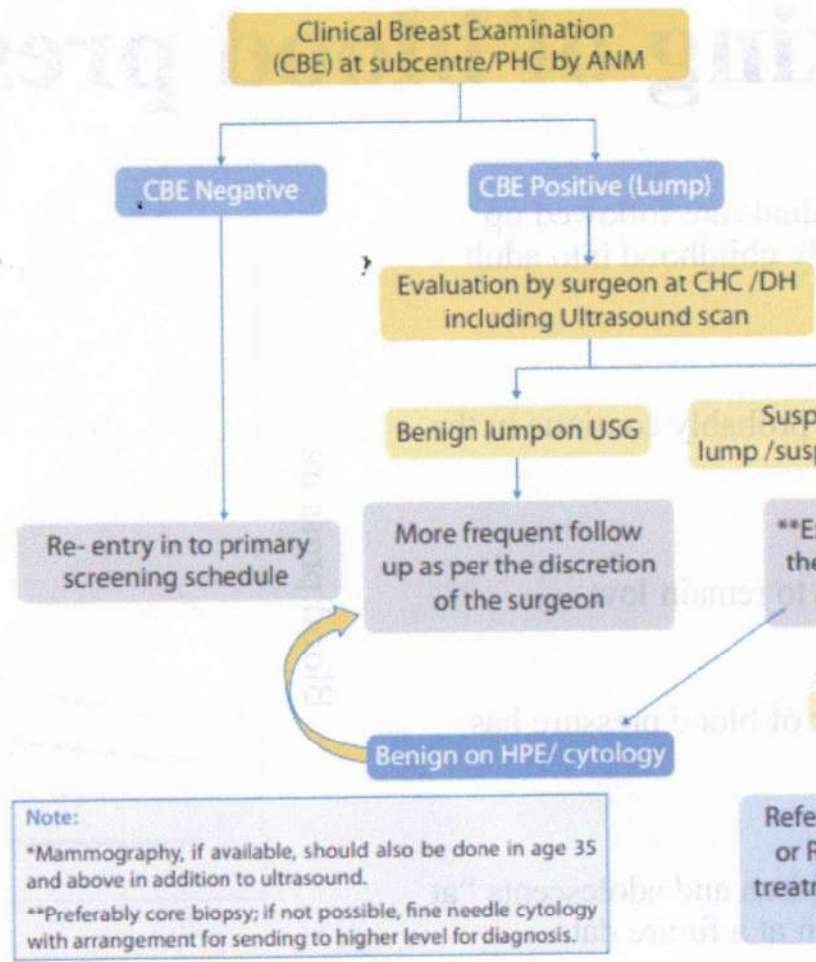 Clinical Breast Examination
(CBE) at subcentre/PHC by ANM
CBE Negative
CBE Positive (Lump)
Evaluation by surgeon at CHC /DH
including Ultrasound scan
Benign lump on USG
Susp
lump /susp
Re- entry in to primary
screening schedule
More frequent follow
up as per the discretion
of the surgeon
the
Benign on HPE/ cytology
Note:
*Mammography, if available, should also be done in age 35
and above in addition to ultrasound.
**Preferably core biopsy; if not possible, fine needle cytology
with arrangement for sending to higher level for diagnosis.
Refe
or R
treatm